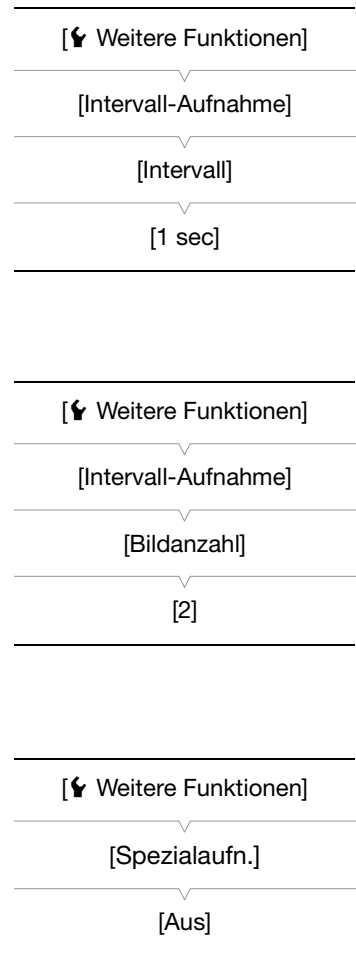 [ Weitere Funktionen]
[Intervall-Aufnahme]
[Intervall]
[1 sec]
[ Weitere Funktionen]
[Intervall-Aufnahme]
[Bildanzahl]
[2]
[ Weitere Funktionen]
[Spezialaufn.]
[Aus]